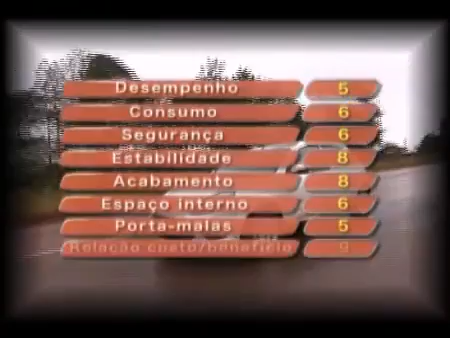 Desempenho 5
Consumo 6
Segurança 6
Estabilidade 8
Acabamento 8
Espaço interno 6
Porta-malas 5
Relação custo/benefício 9